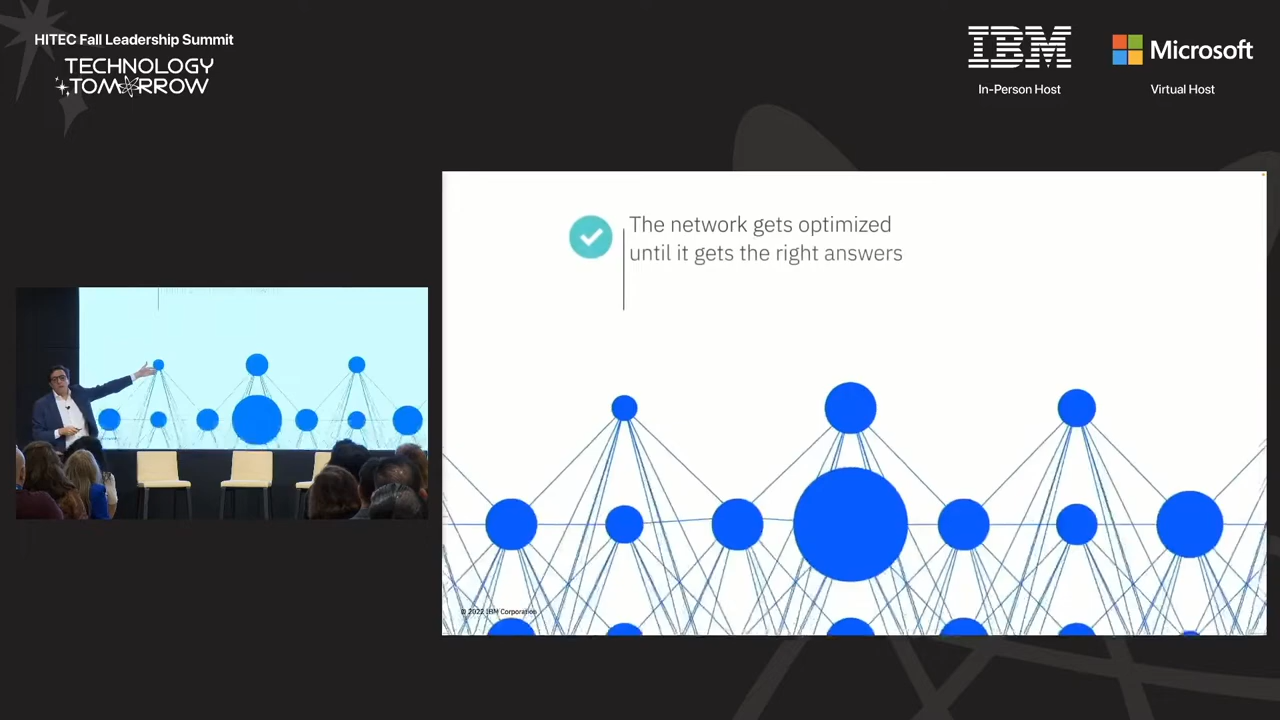 HITEC Fall Leadership Summit
TECHNOLOGY
TOMORROW
IBM
Microsoft
In-Person Host
Virtual Host
The network gets optimized
until it gets the right answers
© 2022 IBM Corporation